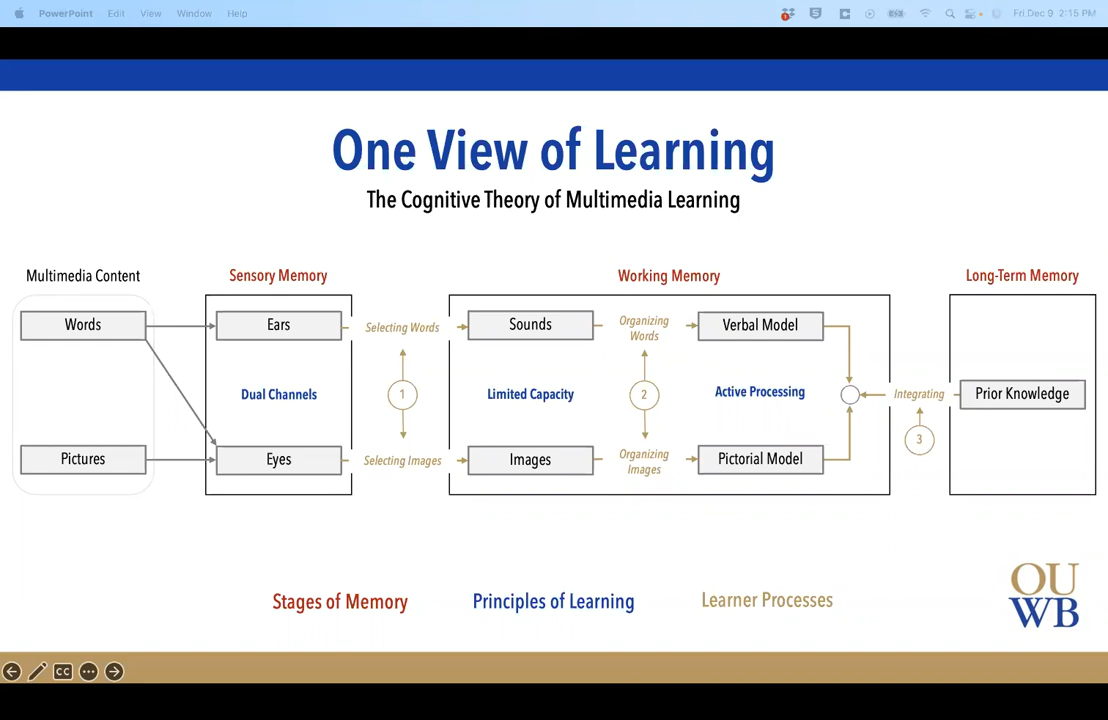 PowerPoint Edit View Window Help Fri Dec 9 2:15 PM
One View of Learning
The Cognitive Theory of Multimedia Learning
Multimedia Content
Sensory Memory
Working Memory
Long-Term Memory
Words
Ears
Selecting Words
Sounds
Organizing
Words
Verbal Model
Dual Channels
1
Limited Capacity
2
Active Processing
Integrating
Prior Knowledge
3
Pictures
Eyes
Selecting Images
Images
Organizing
Images
Pictorial Model
Stages of Memory
Principles of Learning
Learner Processes
OU
WB
CC